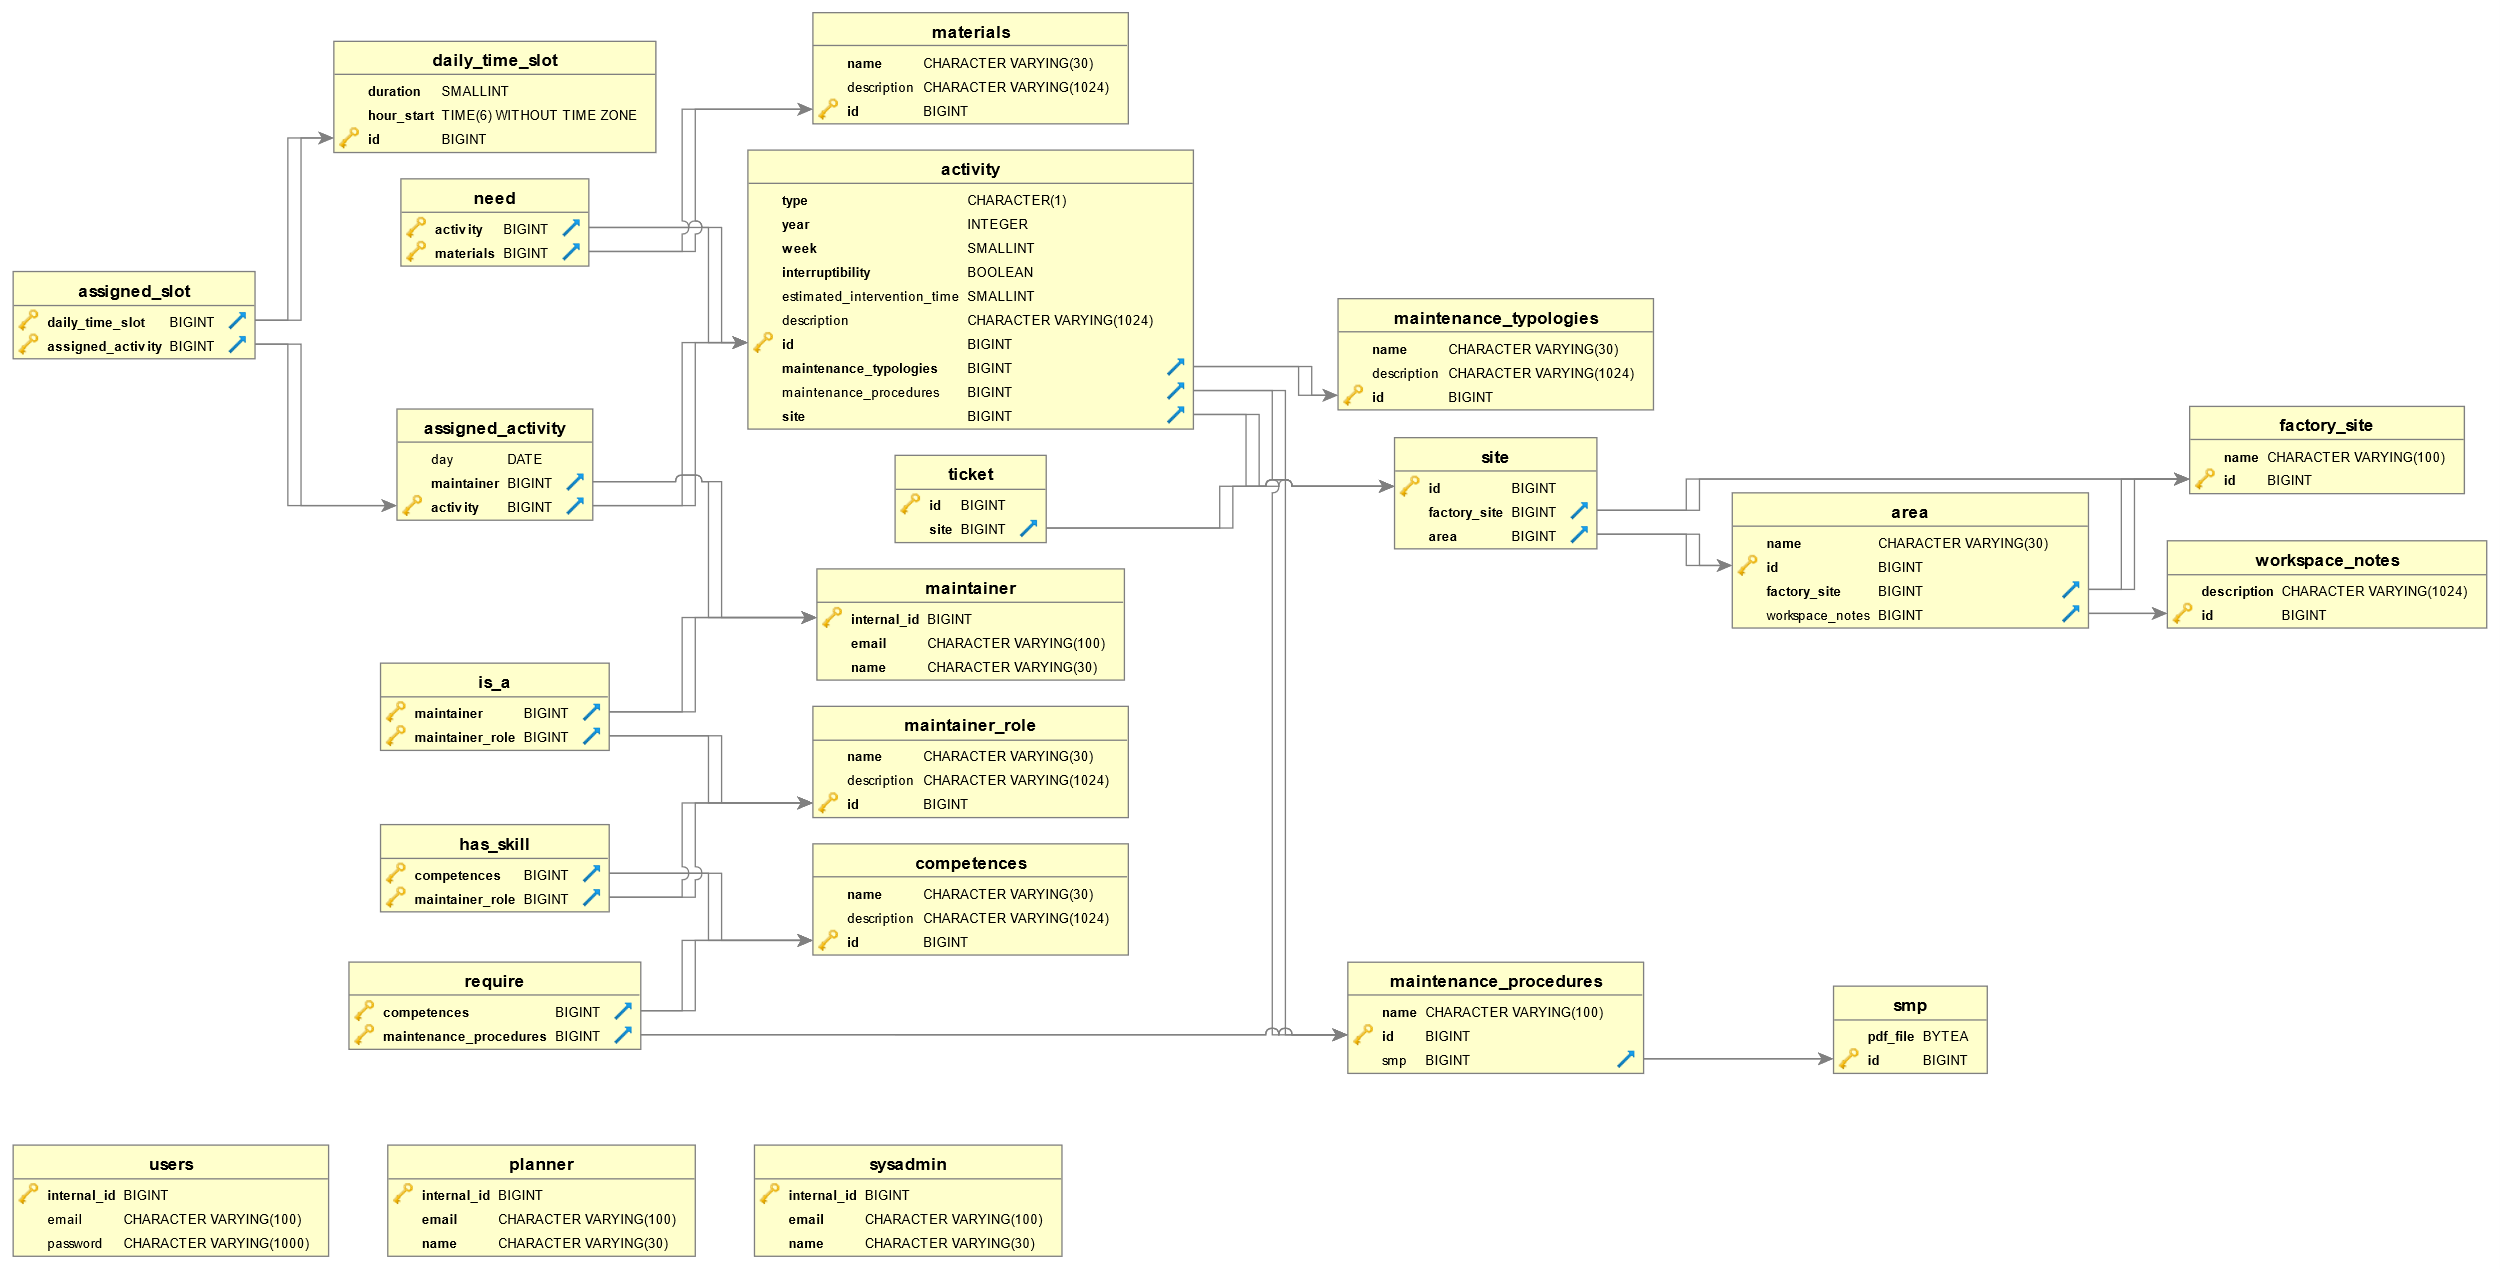 materials
name CHARACTER VARYING(30)
description CHARACTER VARYING(1024)
id BIGINT
daily_time_slot
duration SMALLINT
hour_start TIME(6) WITHOUT TIME ZONE
id BIGINT
activity
type CHARACTER(1)
year INTEGER
week SMALLINT
interruptibility BOOLEAN
estimated_intervention_time SMALLINT
description CHARACTER VARYING(1024)
id BIGINT
maintenance_typologies BIGINT
maintenance_procedures BIGINT
site BIGINT
need
activity BIGINT
materials BIGINT
assigned_slot
daily_time_slot BIGINT
assigned_activity BIGINT
maintenance_typologies
name CHARACTER VARYING(30)
description CHARACTER VARYING(1024)
id BIGINT
assigned_activity
day DATE
maintainer BIGINT
activity BIGINT
factory_site
name CHARACTER VARYING(100)
id BIGINT
ticket
id BIGINT
site BIGINT
site
id BIGINT
factory_site BIGINT
area BIGINT
area
name CHARACTER VARYING(30)
id BIGINT
factory_site BIGINT
workspace_notes BIGINT
workspace_notes
description CHARACTER VARYING(1024)
id BIGINT
maintainer
internal_id BIGINT
email CHARACTER VARYING(100)
name CHARACTER VARYING(30)
is_a
maintainer BIGINT
maintainer_role BIGINT
maintainer_role
name CHARACTER VARYING(30)
description CHARACTER VARYING(1024)
id BIGINT
has_skill
competences BIGINT
maintainer_role BIGINT
competences
name CHARACTER VARYING(30)
description CHARACTER VARYING(1024)
id BIGINT
require
competences BIGINT
maintenance_procedures BIGINT
maintenance_procedures
name CHARACTER VARYING(100)
id BIGINT
smp BIGINT
smp
pdf_file BYTEA
id BIGINT
users
internal_id BIGINT
email CHARACTER VARYING(100)
password CHARACTER VARYING(1000)
planner
internal_id BIGINT
email CHARACTER VARYING(100)
name CHARACTER VARYING(30)
sysadmin
internal_id BIGINT
email CHARACTER VARYING(100)
name CHARACTER VARYING(30)